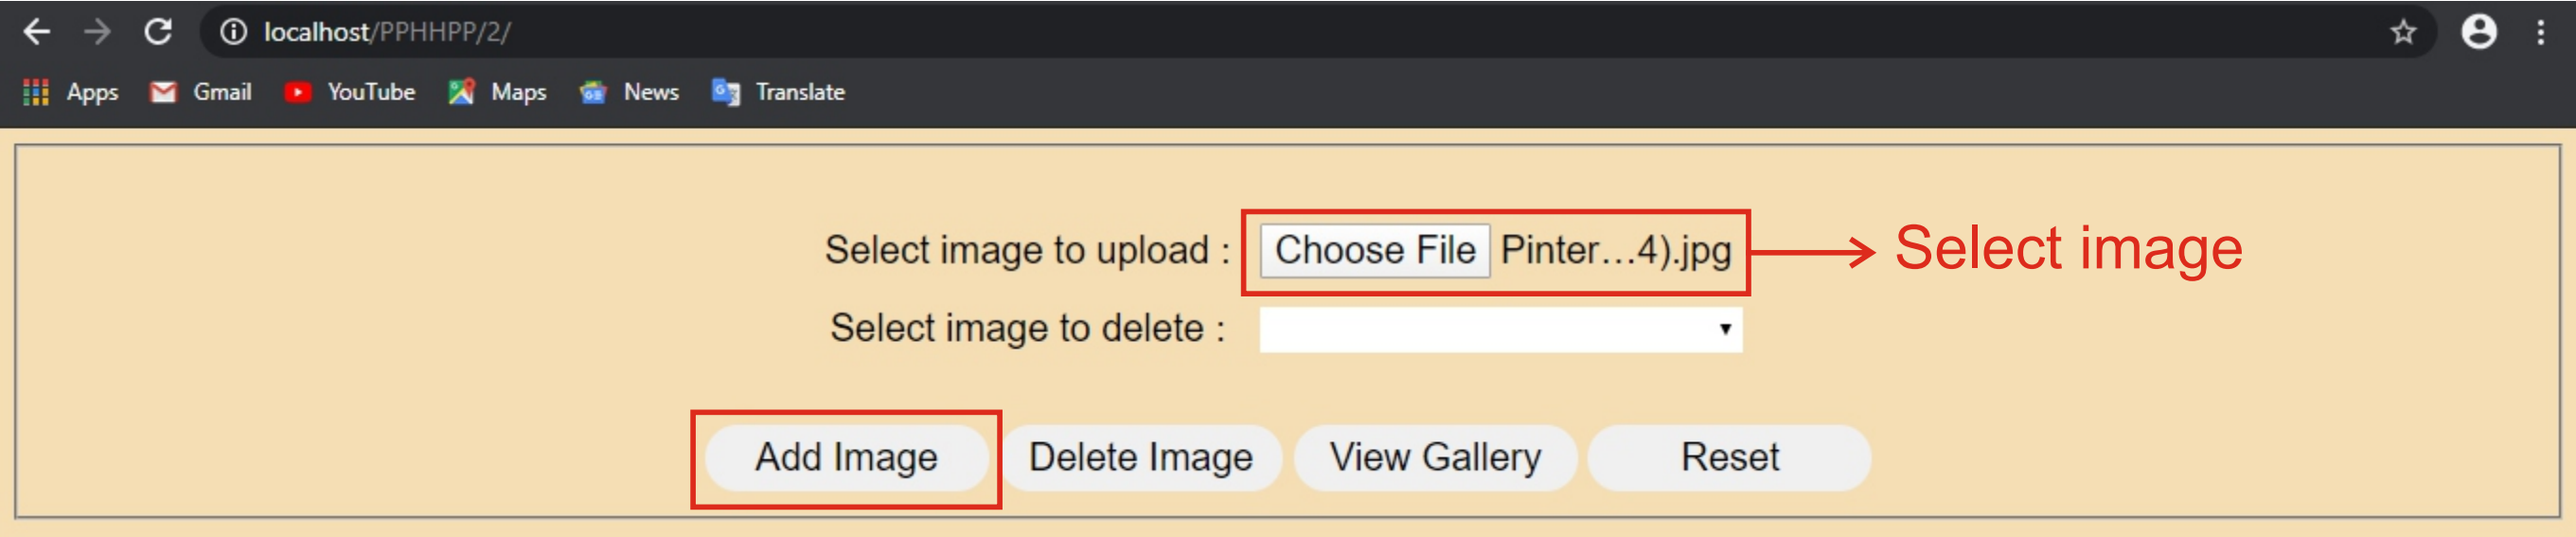 localhost/PPHHPP/2/
Apps Gmail YouTube Maps News Translate
Select image to upload : Choose File Pinter...4).jpg Select image
Select image to delete :
Add Image Delete Image View Gallery Reset